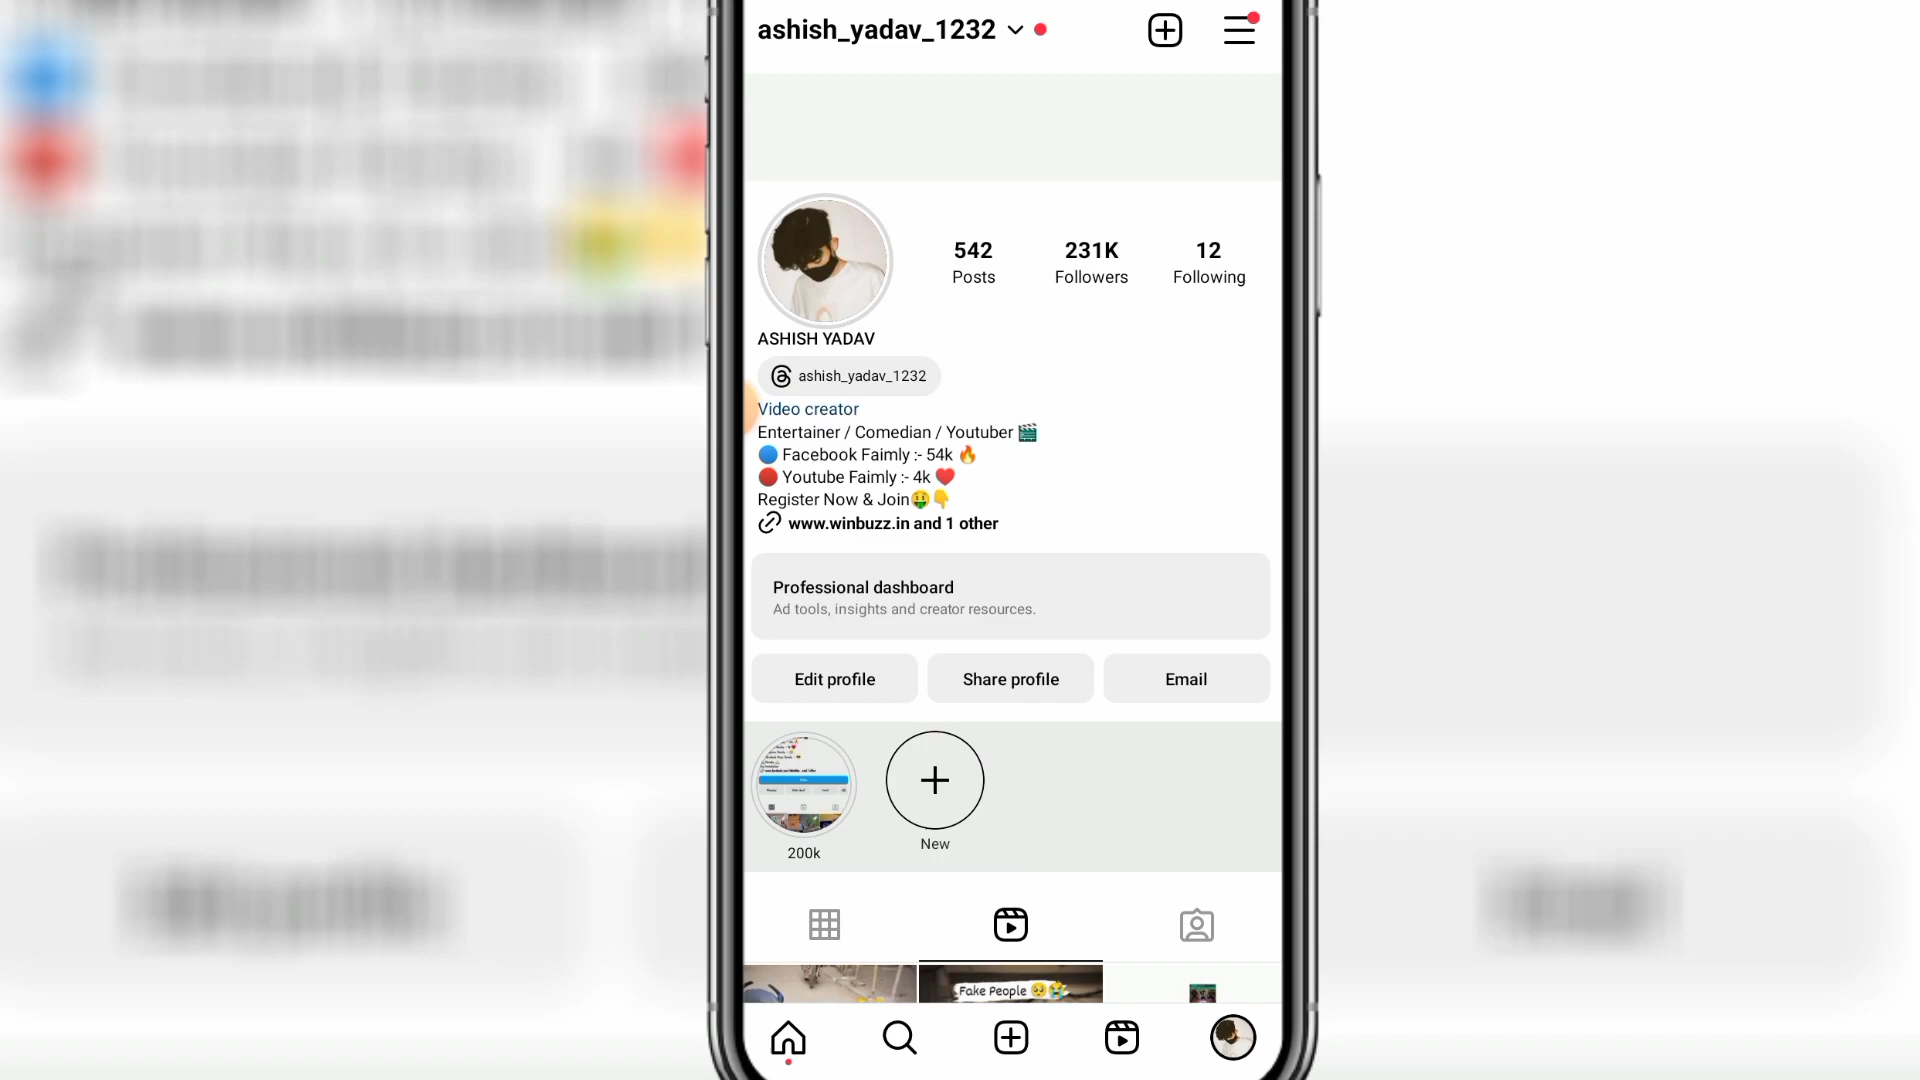 ashish_yadav_1232
542 231K 12
Posts Followers Following
ASHISH YADAV
ashish_yadav_1232
Video creator
Entertainer / Comedian / Youtuber 🎬
🔵 Facebook Faimly :- 54k 🔥
🔴 Youtube Faimly :- 4k ❤️
Register Now & Join🤑👇
www.winbuzz.in and 1 other
Professional dashboard
Ad tools, insights and creator resources.
Edit profile Share profile Email
200k New
Fake People 🥺😭